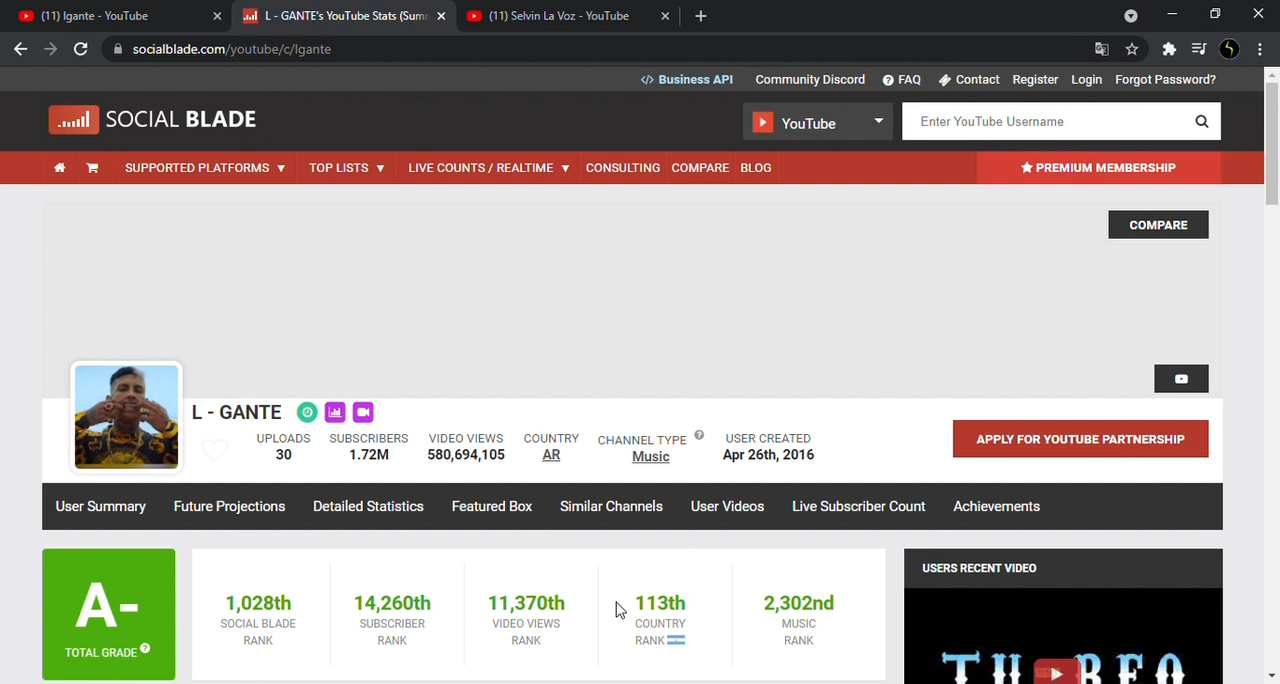 (11) lgante - YouTube
L - GANTE's YouTube Stats (Sum
(11) Selvin La Voz - YouTube
socialblade.com/youtube/c/lgante
</> Business API
Community Discord
FAQ
Contact
Register
Login
Forgot Password?
SOCIAL BLADE
YouTube
Enter YouTube Username
SUPPORTED PLATFORMS
TOP LISTS
LIVE COUNTS / REALTIME
CONSULTING
COMPARE
BLOG
PREMIUM MEMBERSHIP
COMPARE
L - GANTE
UPLOADS
30
SUBSCRIBERS
1.72M
VIDEO VIEWS
580,694,105
COUNTRY
AR
CHANNEL TYPE
Music
USER CREATED
Apr 26th, 2016
APPLY FOR YOUTUBE PARTNERSHIP
User Summary
Future Projections
Detailed Statistics
Featured Box
Similar Channels
User Videos
Live Subscriber Count
Achievements
A-
TOTAL GRADE
1,028th
SOCIAL BLADE
RANK
14,260th
SUBSCRIBER
RANK
11,370th
VIDEO VIEWS
RANK
113th
COUNTRY
RANK
2,302nd
MUSIC
RANK
USERS RECENT VIDEO